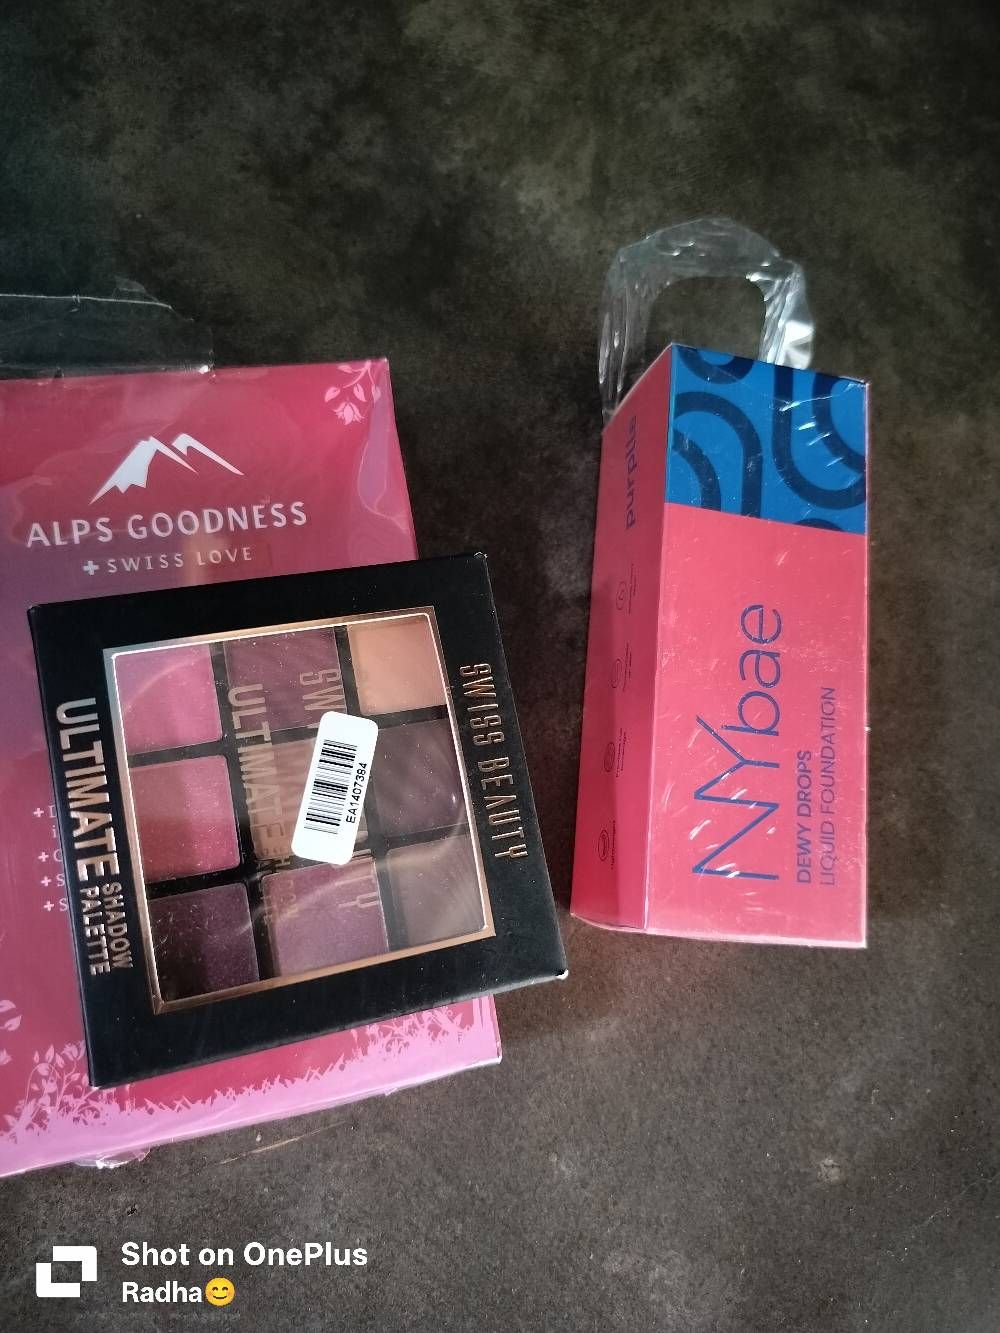 ALPS GOODNESS
+ SWISS LOVE
SWISS BEAUTY
ULTIMATE
SHADOW
PALETTE
EA1407384
purplle
NYbae
DEWY DROPS
LIQUID FOUNDATION
Shot on OnePlus
Radha😊